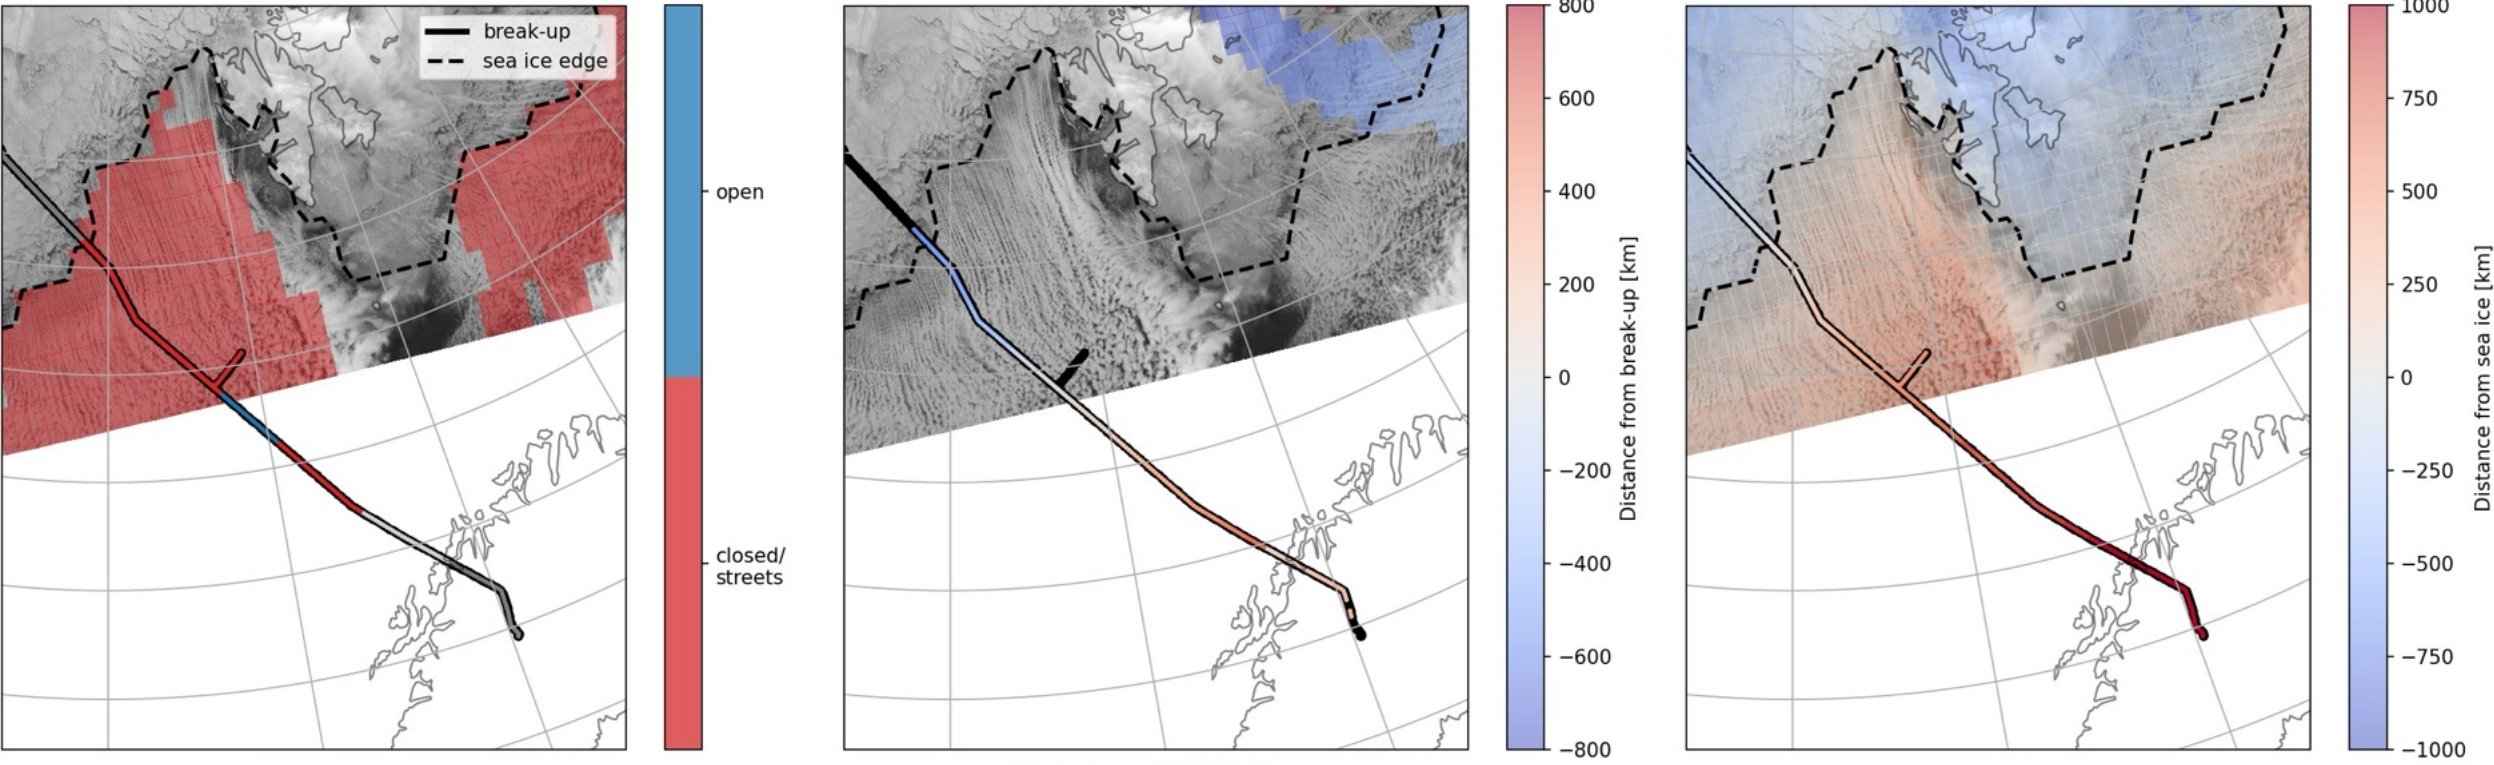 break-up
sea ice edge
open
closed/
streets
800
600
400
200
0
−200
−400
−600
−800
Distance from break-up [km]
1000
750
500
250
0
−250
−500
−750
−1000
Distance from sea ice [km]